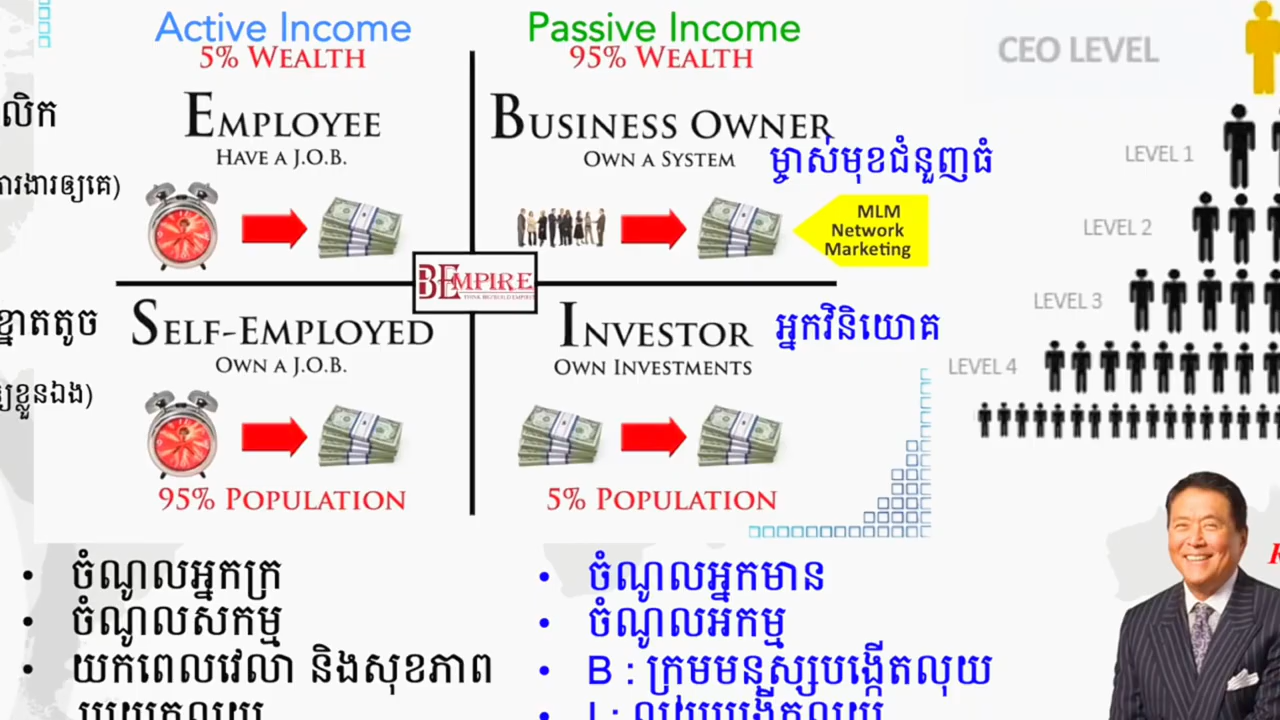 Active Income
5% WEALTH
Passive Income
95% WEALTH
CEO LEVEL
EMPLOYEE
HAVE A J.O.B.
BUSINESS OWNER
OWN A SYSTEM
ម្ចាស់មុខជំនួញធំ
LEVEL 1
MLM
Network
Marketing
LEVEL 2
BEMPIRE
SELF-EMPLOYED
OWN A J.O.B.
INVESTOR
OWN INVESTMENTS
អ្នកវិនិយោគ
LEVEL 3
LEVEL 4
95% POPULATION
5% POPULATION
• ចំណូលអ្នកក្រ
• ចំណូលសកម្ម
• យកពេលវេលា និងសុខភាព
• ចំណូលអ្នកមាន
• ចំណូលអកម្ម
• B : ក្រុមមនុស្សបង្កើតលុយ